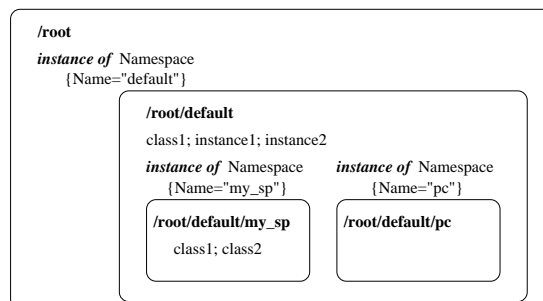 /root
instance of Namespace
{Name="default"}
/root/default
class1; instance1; instance2
instance of Namespace
{Name="my_sp"}
instance of Namespace
{Name="pc"}
/root/default/my_sp
class1; class2
/root/default/pc